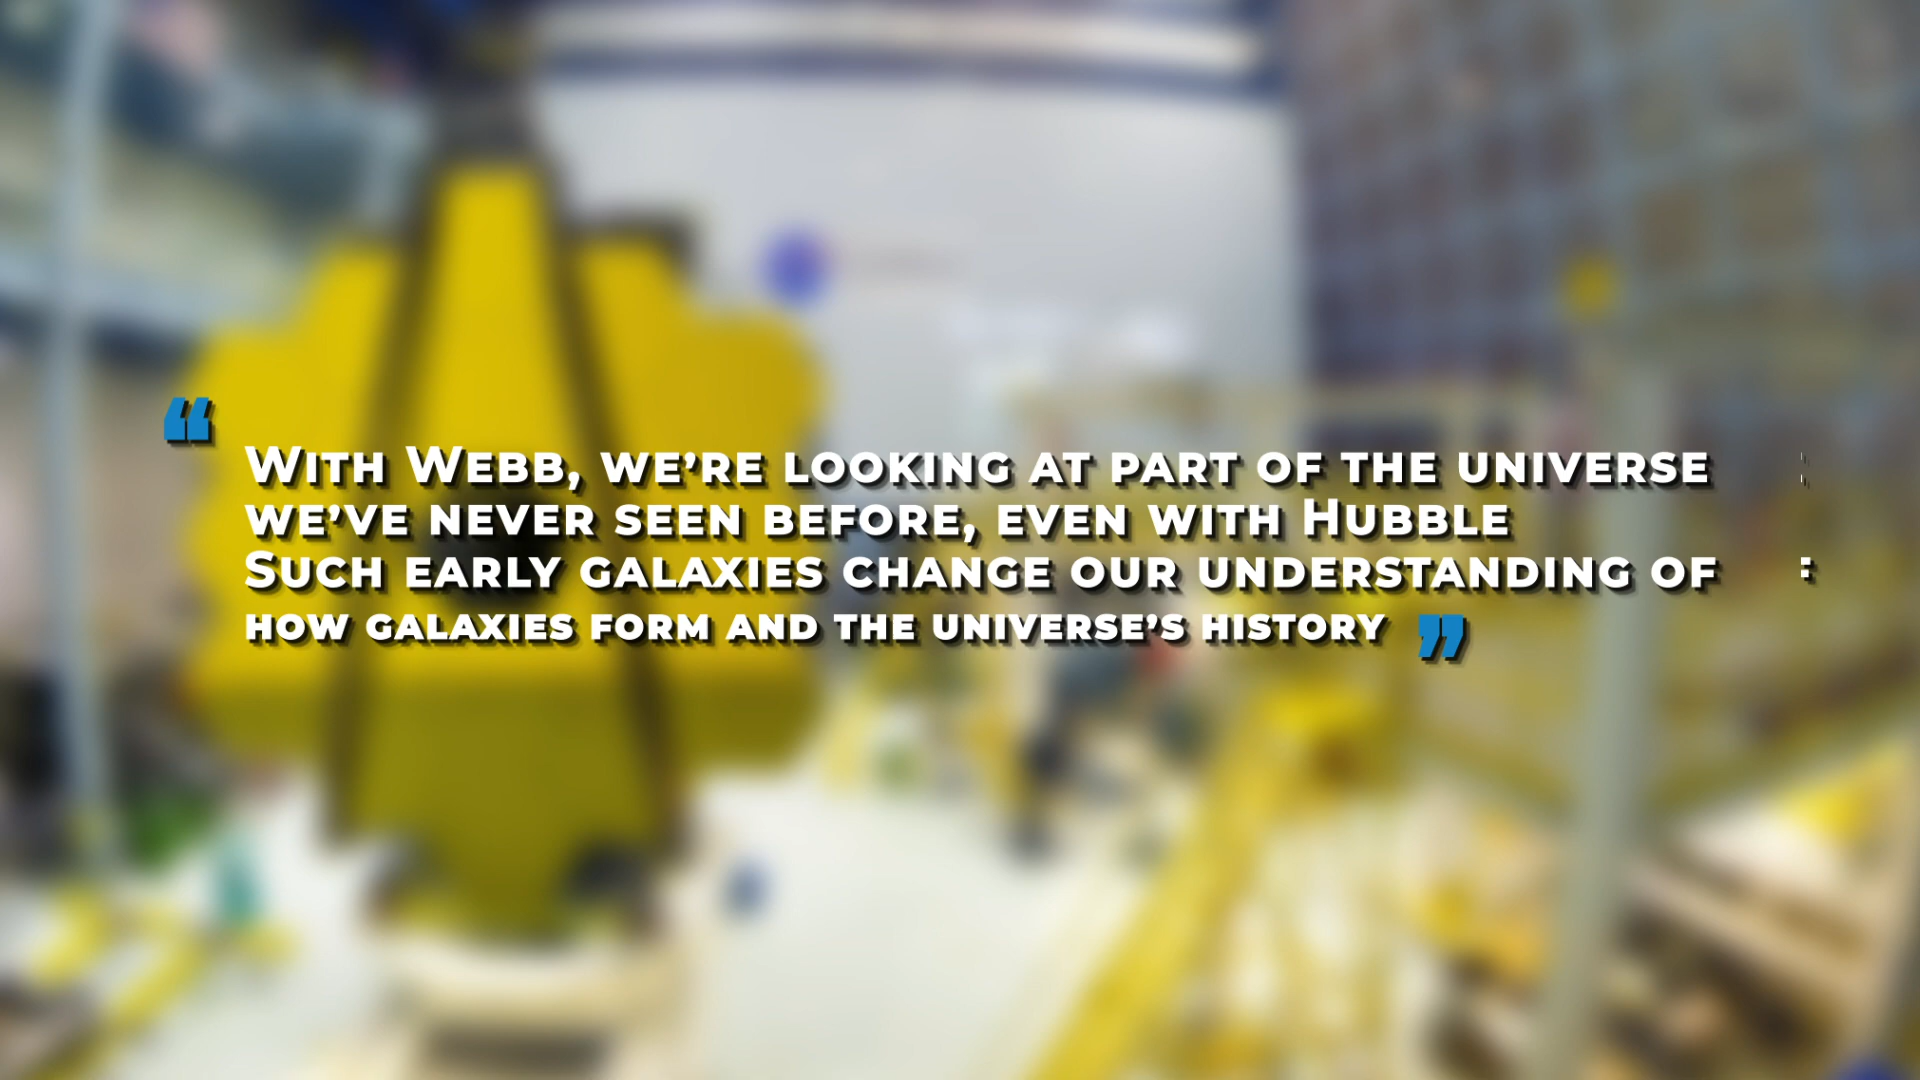 “With Webb, we’re looking at part of the universe
we’ve never seen before, even with Hubble
Such early galaxies change our understanding of
how galaxies form and the universe’s history”